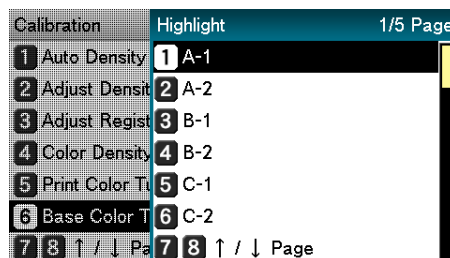 Calibration
1 Auto Density
2 Adjust Densit
3 Adjust Regist
4 Color Density
5 Print Color Tu
6 Base Color T
7 8 ↑ / ↓ Pa
Highlight 1/5 Page
1 A-1
2 A-2
3 B-1
4 B-2
5 C-1
6 C-2
7 8 ↑ / ↓ Page